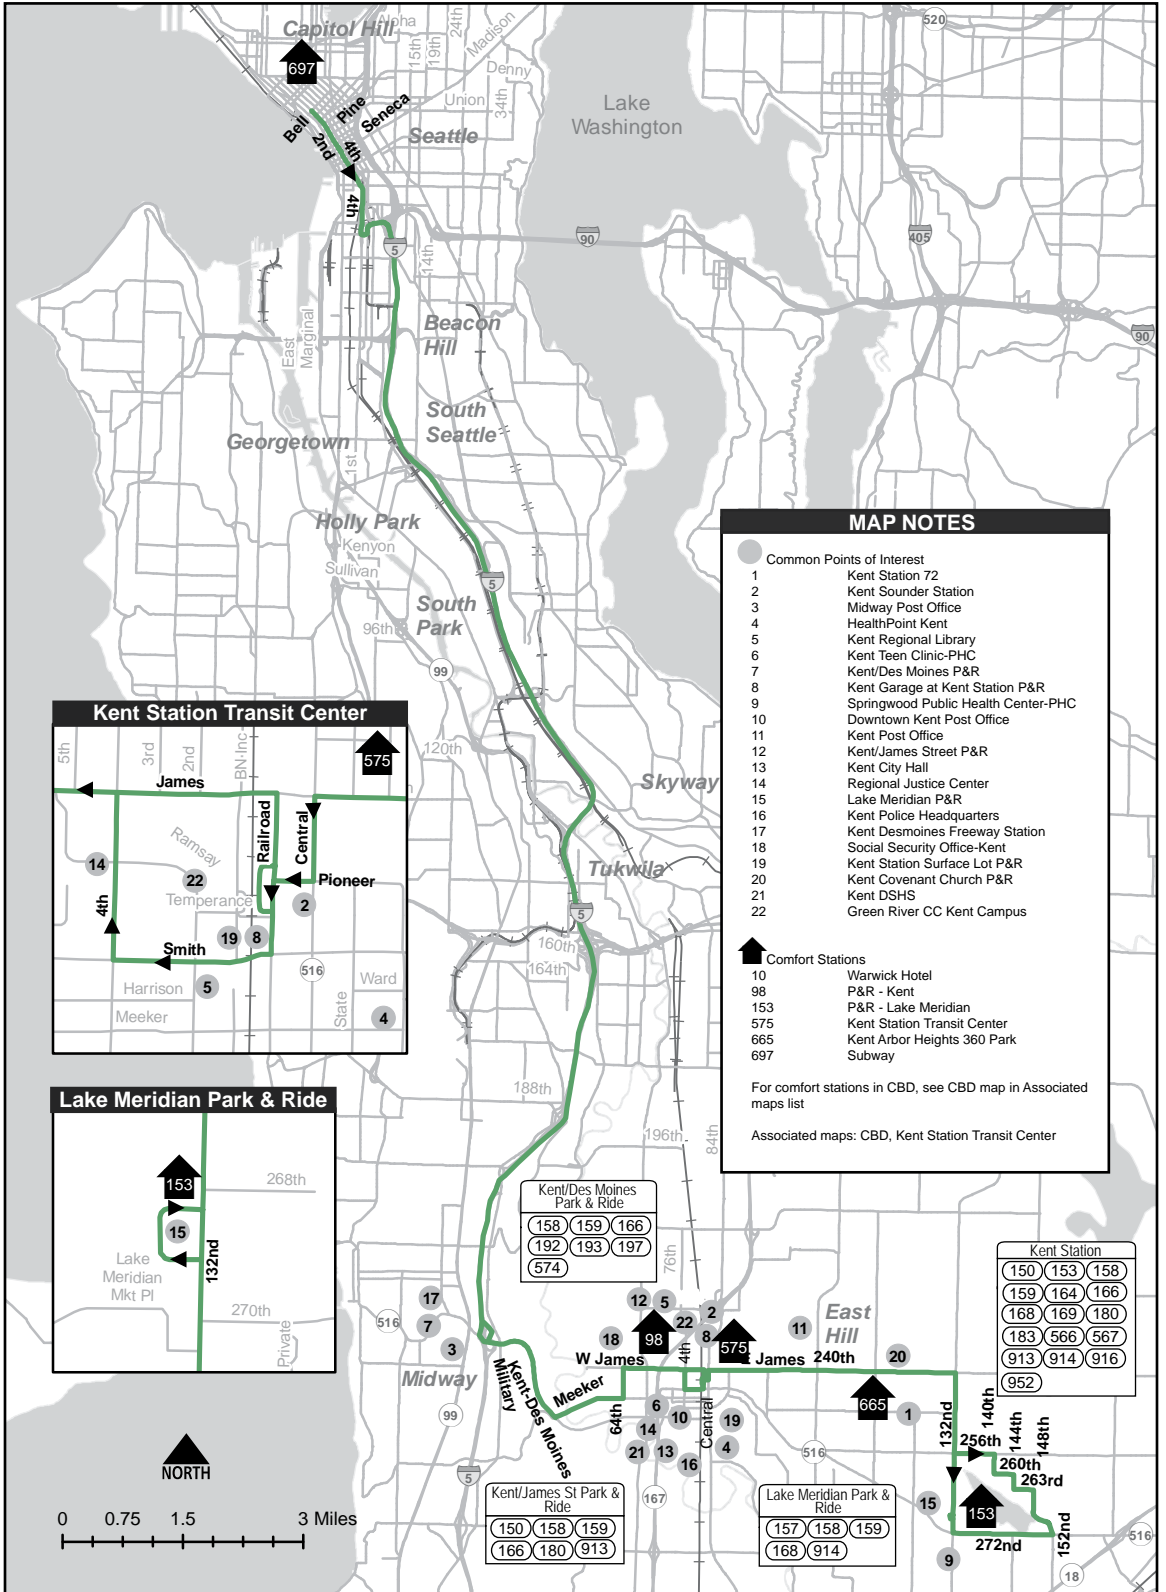 Capitol Hill
Alpha
15th
19th
24th
Madison
520
697
Denny
Union
34th
Lake
Washington
Pine
Seneca
Bell
2nd
4th
Seattle
4th
5
14th
90
405
90
East
Marginal
Beacon
Hill
South
Seattle
Georgetown
1st
Holly Park
Kenyon
Sullivan
5
South
Park
96th
99
120th
Skyway
Tukwila
5
160th
164th
188th
196th
84th
MAP NOTES
Common Points of Interest
1 Kent Station 72
2 Kent Sounder Station
3 Midway Post Office
4 HealthPoint Kent
5 Kent Regional Library
6 Kent Teen Clinic-PHC
7 Kent/Des Moines P&R
8 Kent Garage at Kent Station P&R
9 Springwood Public Health Center-PHC
10 Downtown Kent Post Office
11 Kent Post Office
12 Kent/James Street P&R
13 Kent City Hall
14 Regional Justice Center
15 Lake Meridian P&R
16 Kent Police Headquarters
17 Kent Desmoines Freeway Station
18 Social Security Office-Kent
19 Kent Station Surface Lot P&R
20 Kent Covenant Church P&R
21 Kent DSHS
22 Green River CC Kent Campus
Comfort Stations
10 Warwick Hotel
98 P&R - Kent
153 P&R - Lake Meridian
575 Kent Station Transit Center
665 Kent Arbor Heights 360 Park
697 Subway
For comfort stations in CBD, see CBD map in Associated
maps list
Associated maps: CBD, Kent Station Transit Center
Kent Station Transit Center
5th
3rd
2nd
BN-Inc-
575
James
Railroad
Central
Ramsay
14
22
Pioneer
Temperance
2
4th
19
8
Smith
516
5
Harrison
Ward
Meeker
State
4
Lake Meridian Park & Ride
153
268th
15
132nd
Lake
Meridian
Mkt Pl
270th
Private
Kent/Des Moines
Park & Ride
158 159 166
192 193 197
574
Kent Station
150 153 158
159 164 166
168 169 180
183 566 567
913 914 916
952
76th
17
516
7
3
12
5
2
22
8
18
98
575
11
East
Hill
20
W James
4th
E James
240th
Midway
Military
Kent-Des Moines
Meeker
64th
Central
99
6
10
19
14
21
13
4
16
665
1
132nd
140th
144th
148th
256th
260th
263rd
516
5
167
15
153
272nd
152nd
516
9
18
Kent/James St Park &
Ride
150 158 159
166 180 913
Lake Meridian Park &
Ride
157 158 159
168 914
NORTH
0 0.75 1.5 3 Miles